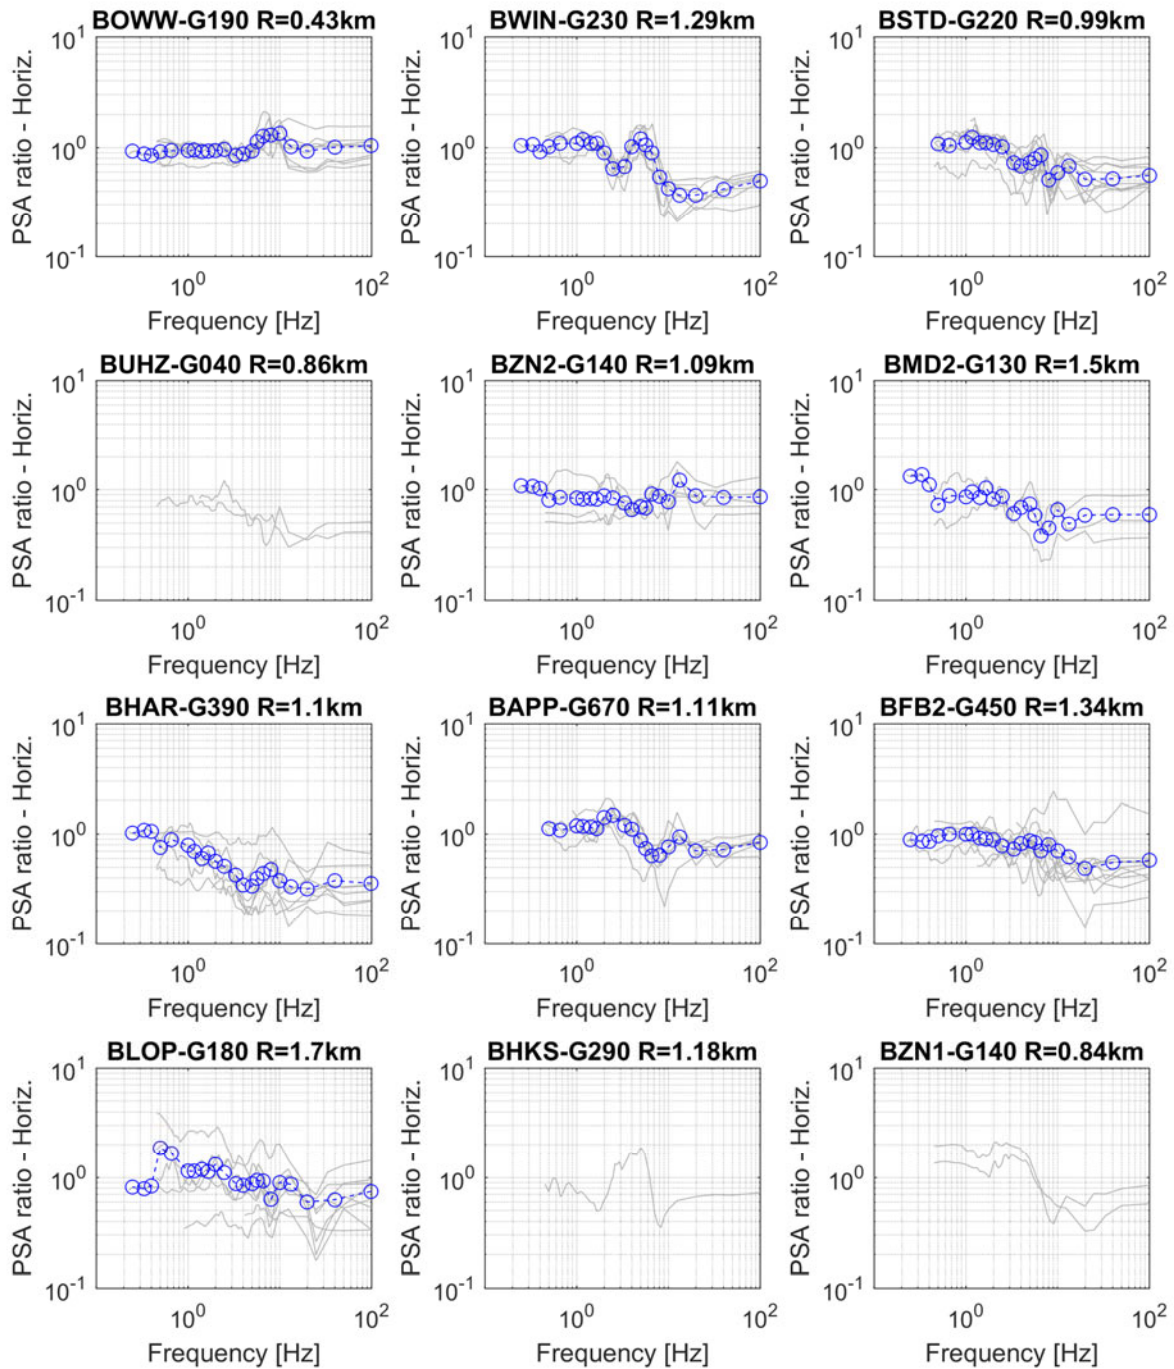 BOWW-G190 R=0.43km
10^1
10^0
10^-1
PSA ratio - Horiz.
10^0
10^2
Frequency [Hz]
BWIN-G230 R=1.29km
10^1
10^0
10^-1
PSA ratio - Horiz.
10^0
10^2
Frequency [Hz]
BSTD-G220 R=0.99km
10^1
10^0
10^-1
PSA ratio - Horiz.
10^0
10^2
Frequency [Hz]
BUHZ-G040 R=0.86km
10^1
10^0
10^-1
PSA ratio - Horiz.
10^0
10^2
Frequency [Hz]
BZN2-G140 R=1.09km
10^1
10^0
10^-1
PSA ratio - Horiz.
10^0
10^2
Frequency [Hz]
BMD2-G130 R=1.5km
10^1
10^0
10^-1
PSA ratio - Horiz.
10^0
10^2
Frequency [Hz]
BHAR-G390 R=1.1km
10^1
10^0
10^-1
PSA ratio - Horiz.
10^0
10^2
Frequency [Hz]
BAPP-G670 R=1.11km
10^1
10^0
10^-1
PSA ratio - Horiz.
10^0
10^2
Frequency [Hz]
BFB2-G450 R=1.34km
10^1
10^0
10^-1
PSA ratio - Horiz.
10^0
10^2
Frequency [Hz]
BLOP-G180 R=1.7km
10^1
10^0
10^-1
PSA ratio - Horiz.
10^0
10^2
Frequency [Hz]
BHKS-G290 R=1.18km
10^1
10^0
10^-1
PSA ratio - Horiz.
10^0
10^2
Frequency [Hz]
BZN1-G140 R=0.84km
10^1
10^0
10^-1
PSA ratio - Horiz.
10^0
10^2
Frequency [Hz]